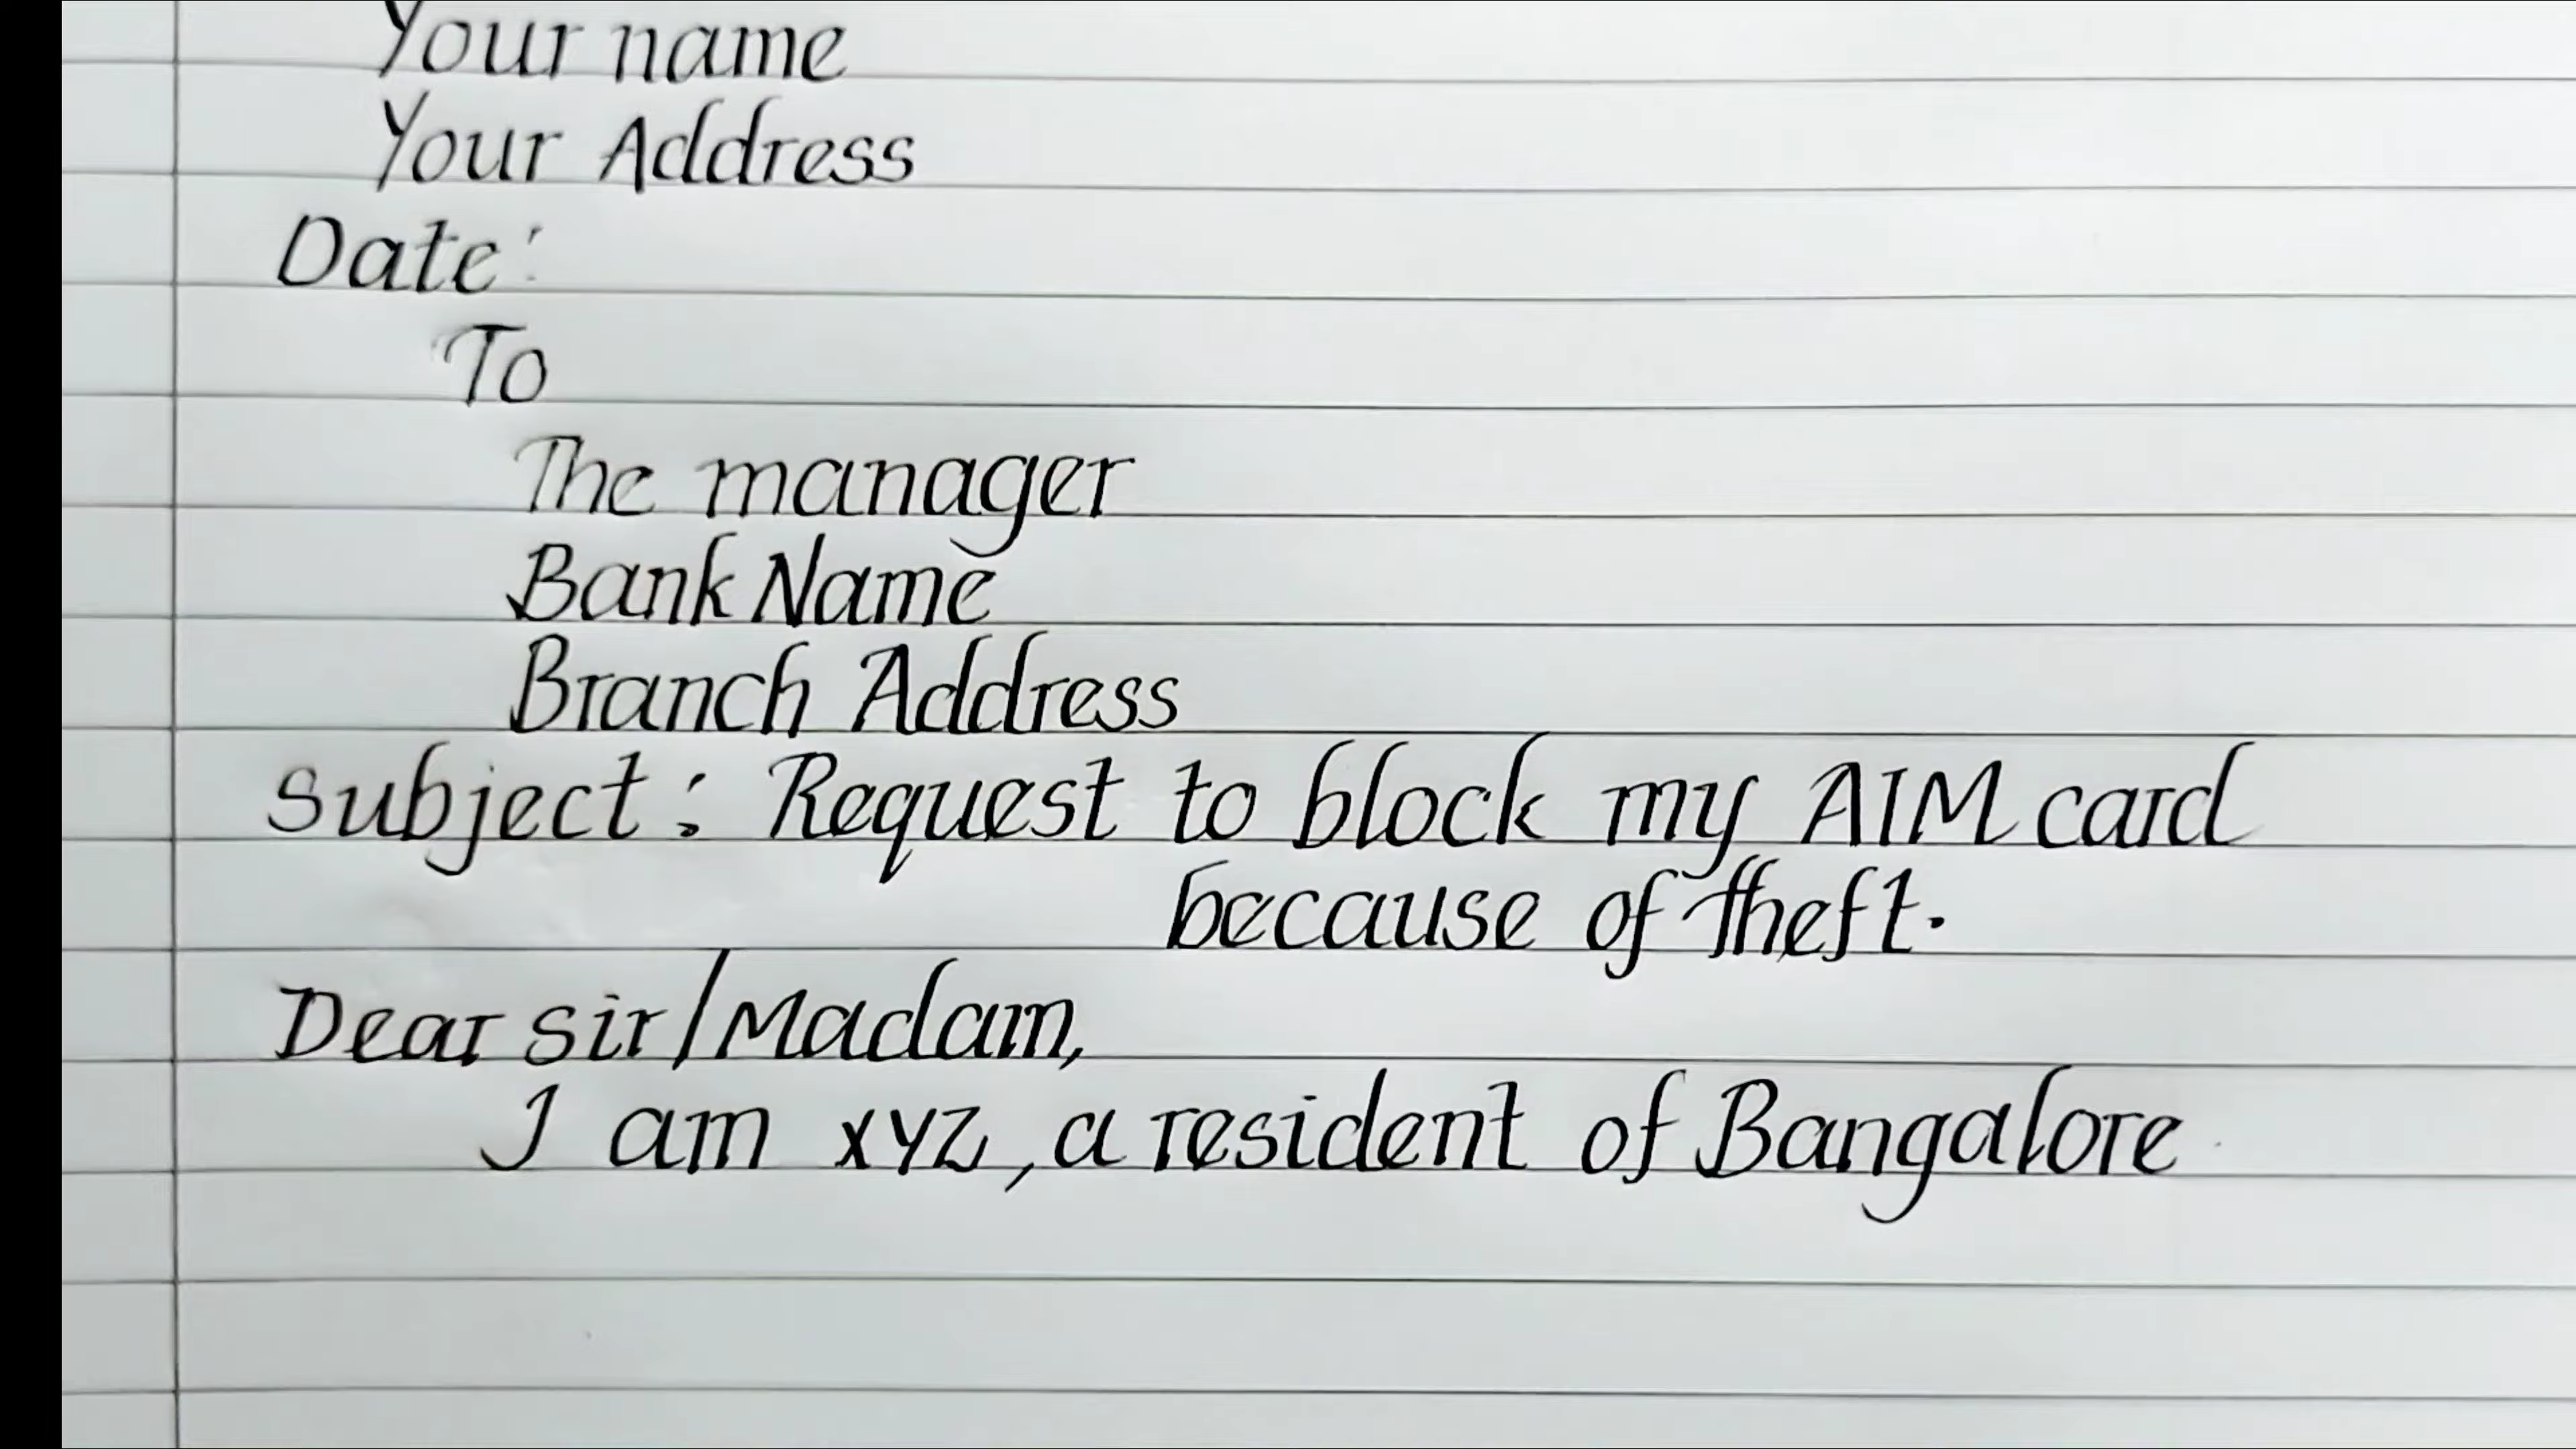 Your name
Your Address
Date:
To
The manager
Bank Name
Branch Address
Subject: Request to block my ATM card
because of theft.
Dear sir/Madam,
I am xyz, a resident of Bangalore